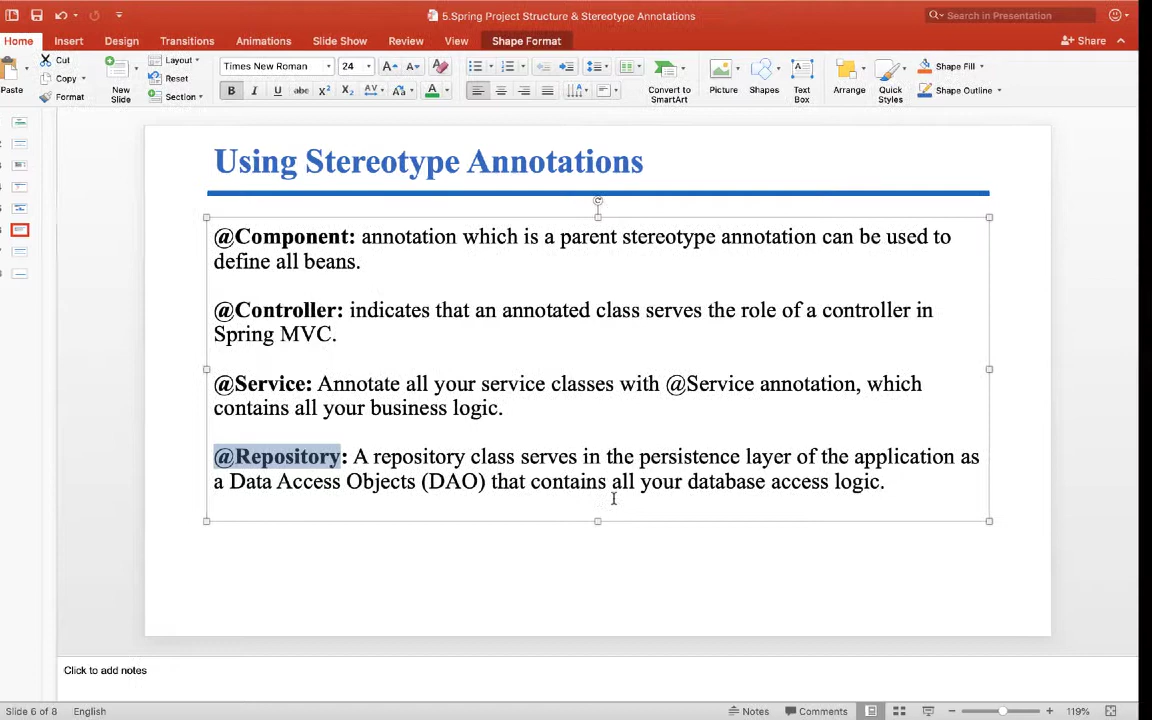 5.Spring Project Structure & Stereotype Annotations
Search in Presentation
Home Insert Design Transitions Animations Slide Show Review View Shape Format Share
Paste Cut Copy Format New Slide Layout Reset Section Times New Roman 24 Convert to SmartArt Picture Shapes Text Box Arrange Quick Styles Shape Fill Shape Outline
Using Stereotype Annotations
@Component: annotation which is a parent stereotype annotation can be used to
define all beans.
@Controller: indicates that an annotated class serves the role of a controller in
Spring MVC.
@Service: Annotate all your service classes with @Service annotation, which
contains all your business logic.
@Repository: A repository class serves in the persistence layer of the application as
a Data Access Objects (DAO) that contains all your database access logic.
Click to add notes
Slide 6 of 8 English Notes Comments 119%